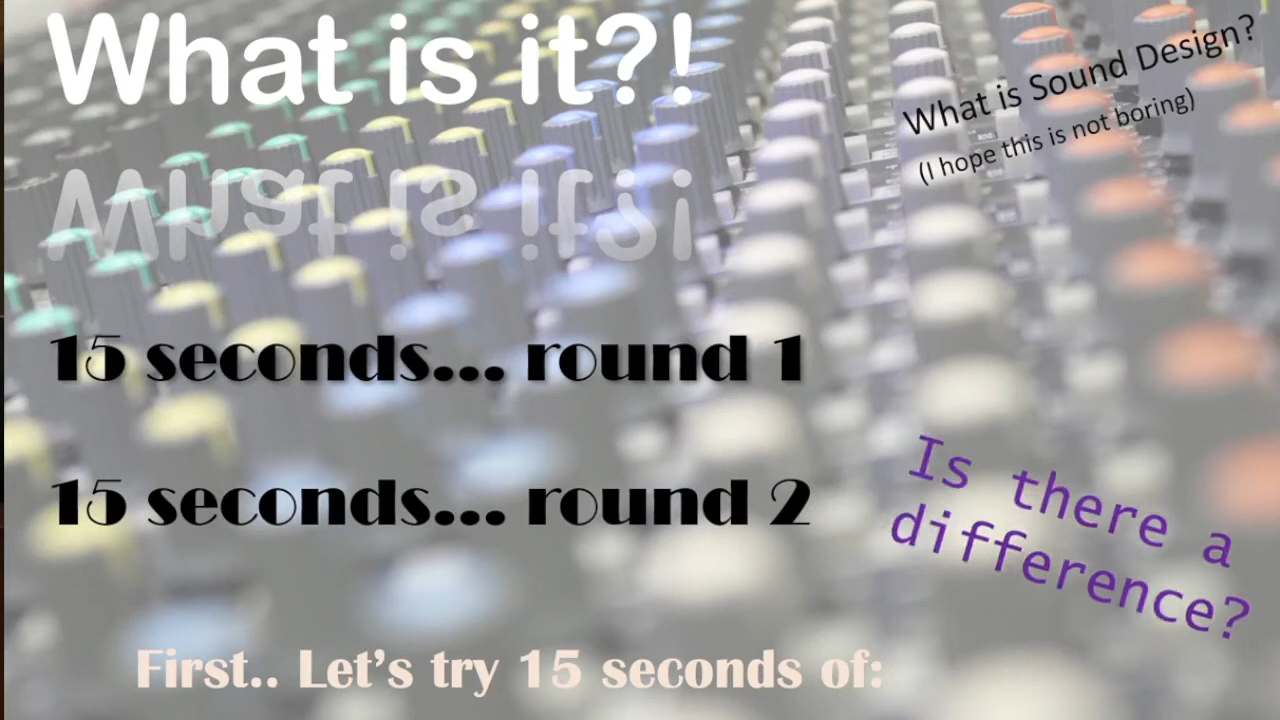 What is it?!
What is Sound Design?
(I hope this is not boring)
15 seconds... round 1
15 seconds... round 2
Is there a
difference?
First.. Let’s try 15 seconds of: